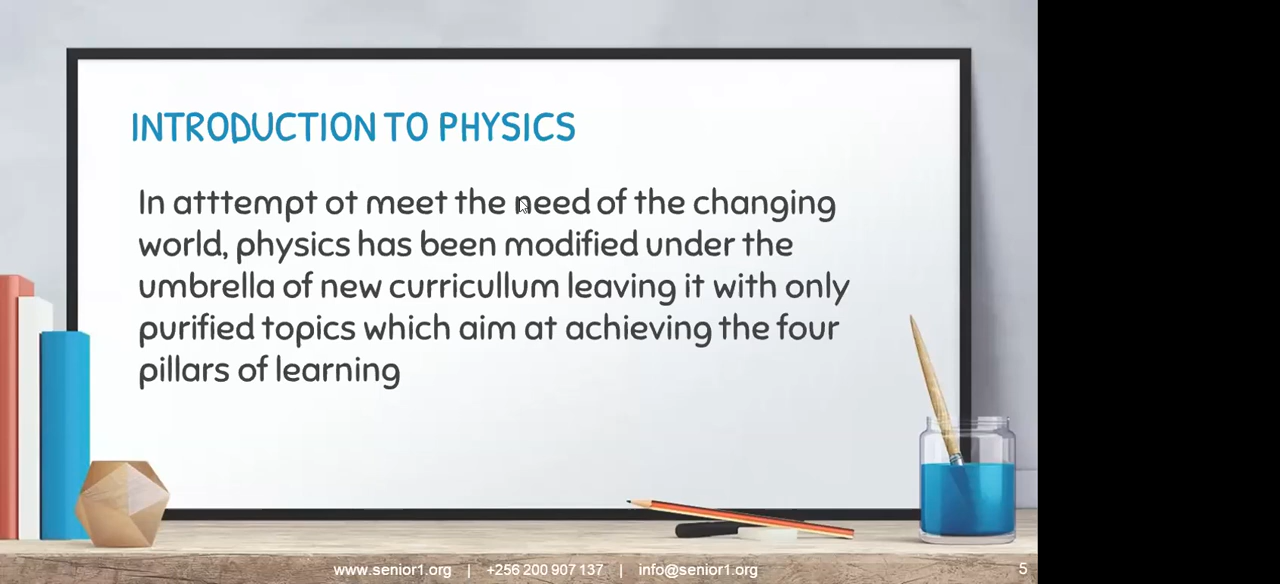 INTRODUCTION TO PHYSICS
In atttempt ot meet the need of the changing
world, physics has been modified under the
umbrella of new curricullum leaving it with only
purified topics which aim at achieving the four
pillars of learning
www.senior1.org | +256 200 907 137 | info@senior1.org 5